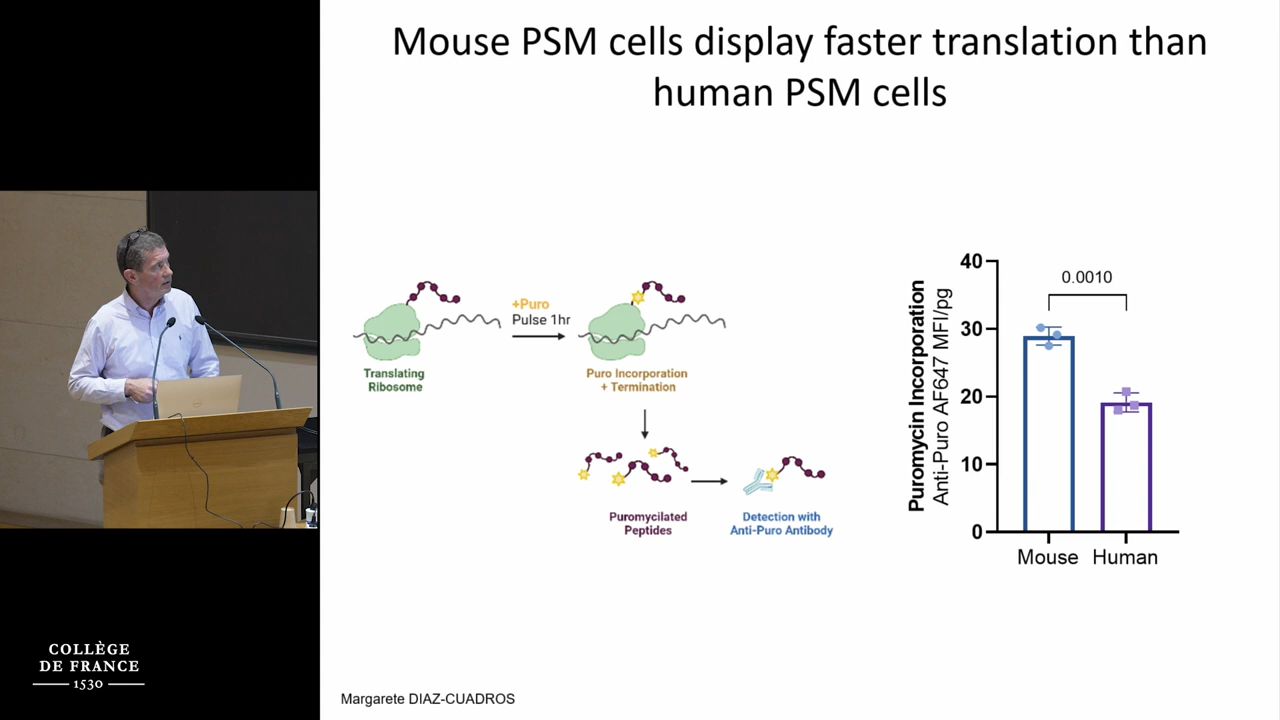 Mouse PSM cells display faster translation than
human PSM cells
+Puro
Pulse 1hr
Translating
Ribosome
Puro Incorporation
+ Termination
Puromycilated
Peptides
Detection with
Anti-Puro Antibody
Puromycin Incorporation
Anti-Puro AF647 MFI/pg
40
30
20
10
0
0.0010
Mouse
Human
COLLÈGE
DE FRANCE
1530
Margarete DIAZ-CUADROS